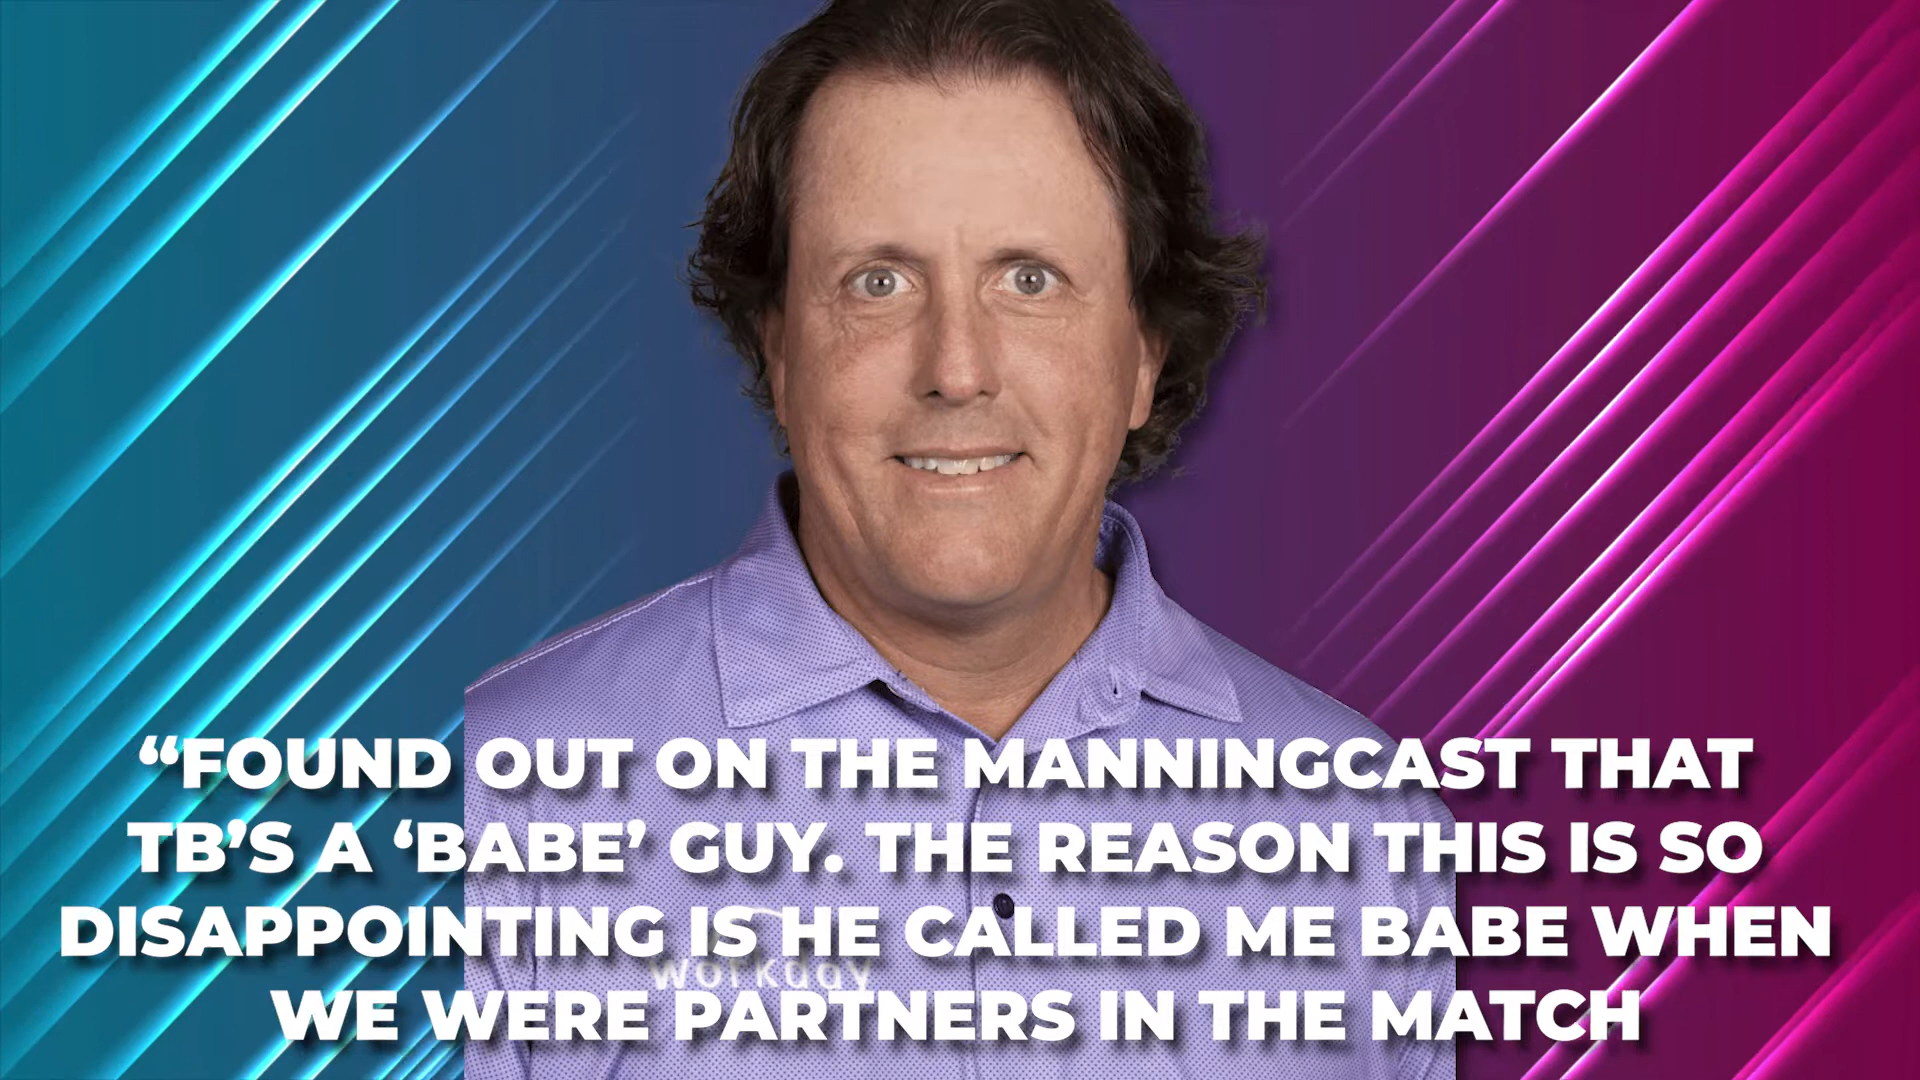 “FOUND OUT ON THE MANNINGCAST THAT
TB’S A ‘BABE’ GUY. THE REASON THIS IS SO
DISAPPOINTING IS HE CALLED ME BABE WHEN
WE WERE PARTNERS IN THE MATCH
workday